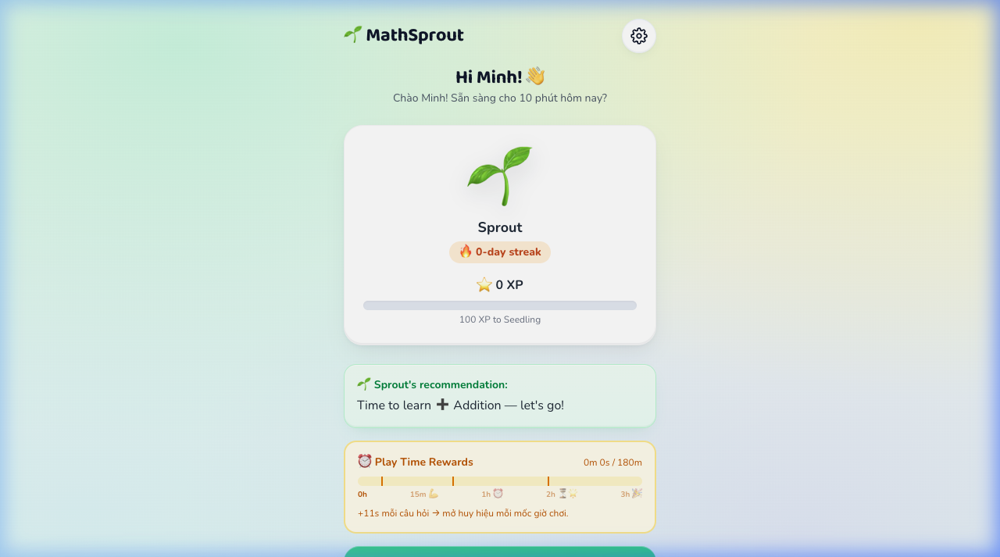 🌱 MathSprout
Hi Minh! 👋
Chào Minh! Sẵn sàng cho 10 phút hôm nay?
Sprout
🔥 0-day streak
⭐ 0 XP
100 XP to Seedling
🌱 Sprout's recommendation:
Time to learn ➕ Addition — let's go!
⏰ Play Time Rewards 0m 0s / 180m
0h 15m 💪 1h ⏰ 2h ⏳🏅 3h 🎉
+11s mỗi câu hỏi → mở huy hiệu mỗi mốc giờ chơi.